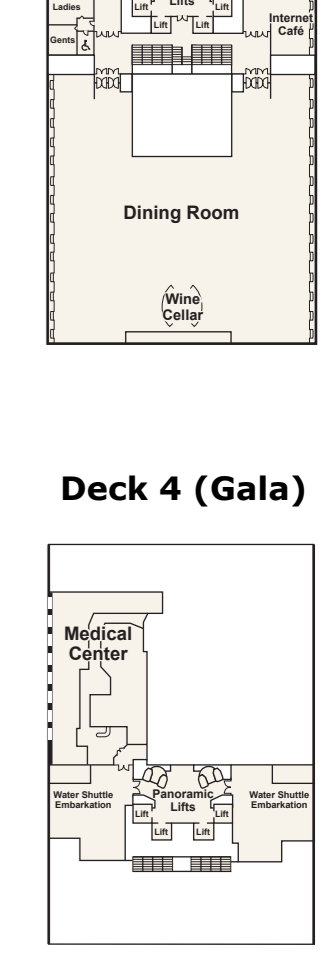 Ladies
Lift
Lifts
Lift
Internet
Café
Gents
Lift
Lift
Dining Room
Wine
Cellar
Deck 4 (Gala)
Medical
Center
Water Shuttle
Embarkation
Panoramic
Lifts
Water Shuttle
Embarkation
Lift
Lift
Lift
Lift